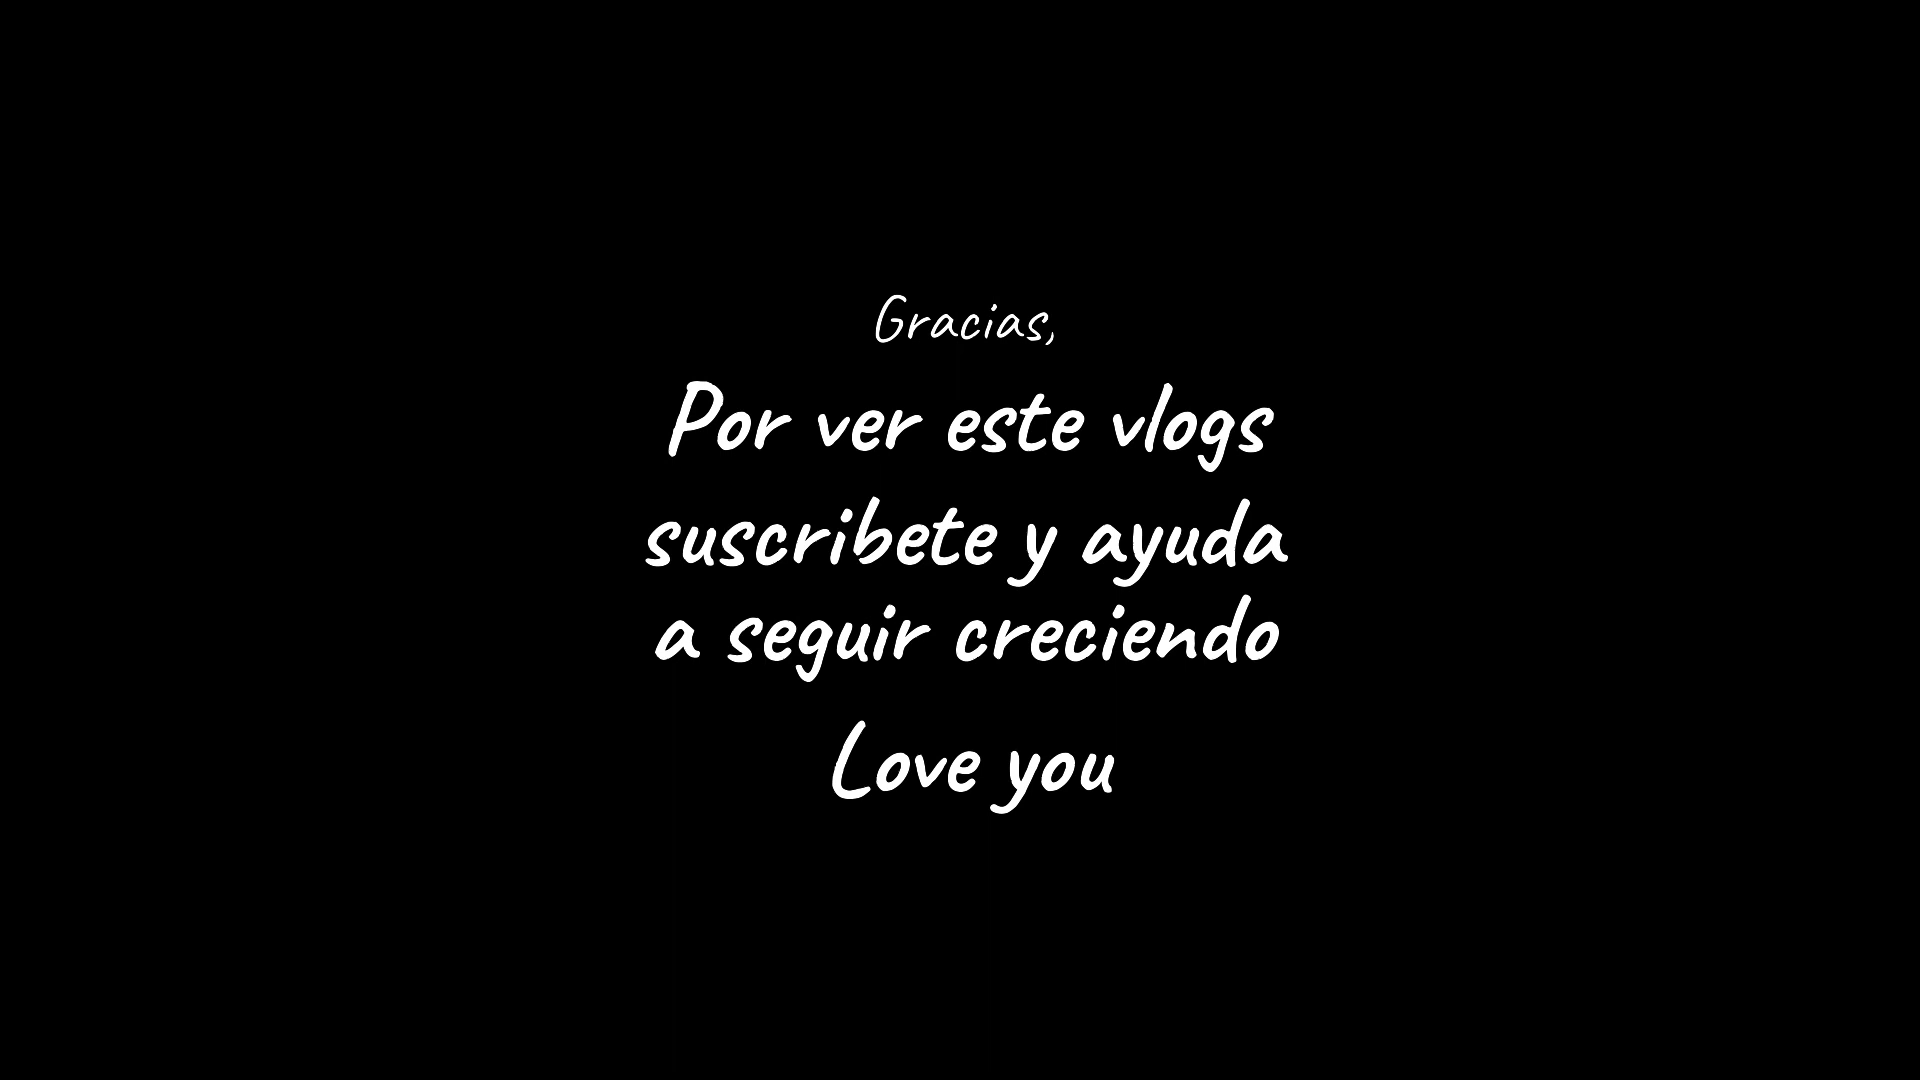 Gracias,
Por ver este vlogs
suscribete y ayuda
a seguir creciendo
Love you